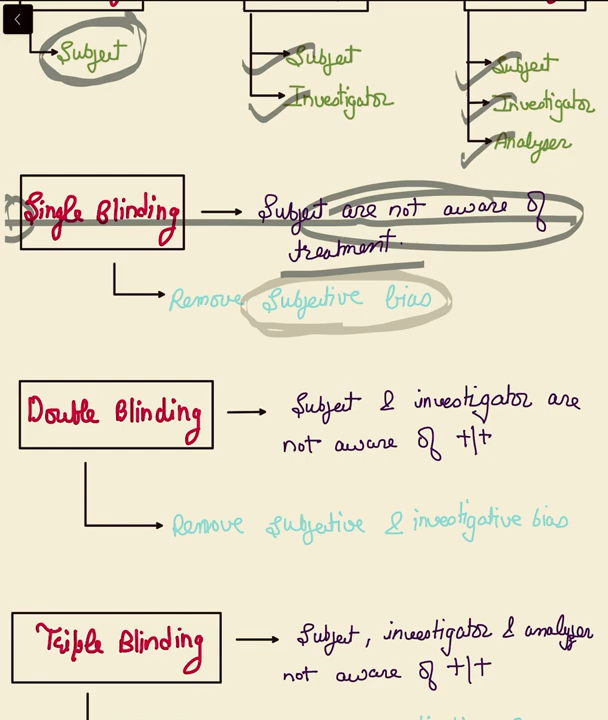 Subject
Subject
Investigator
Subject
Investigator
Analyser
Single Blinding
Subject are not aware of
treatment.
Remove Subjective bias
Double Blinding
Subject & investigator are
not aware of t/t
Remove subjective & investigative bias
Triple Blinding
Subject, investigator & analyser
not aware of t/t